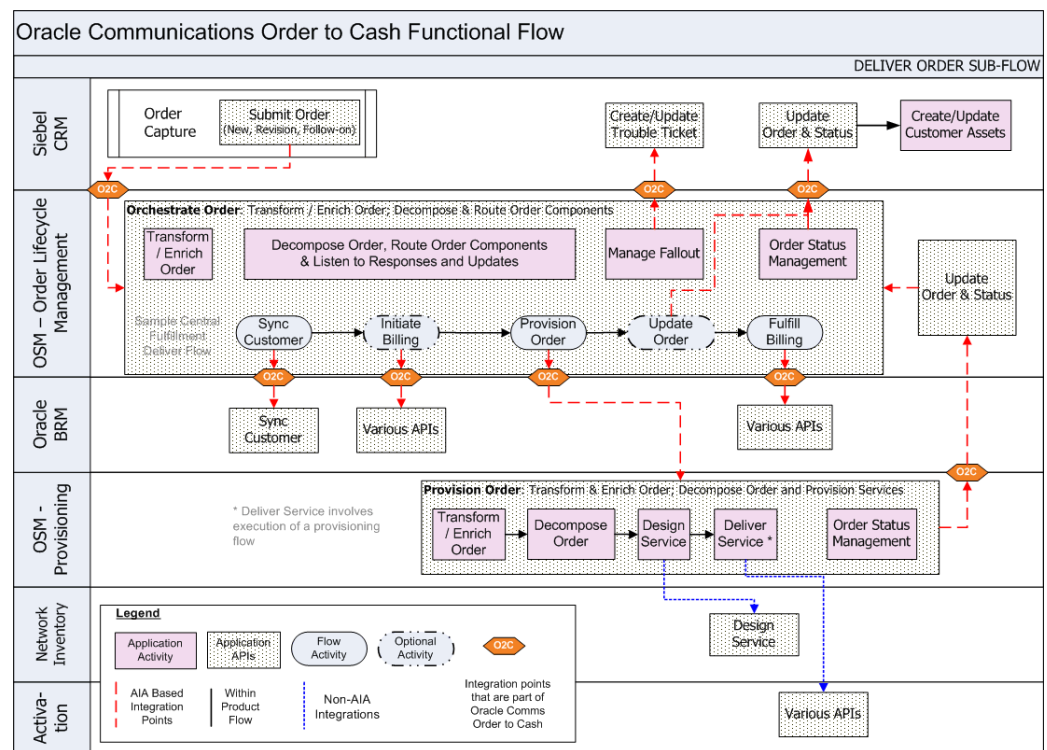 Oracle Communications Order to Cash Functional Flow
DELIVER ORDER SUB-FLOW
Siebel
CRM
Order
Capture
Submit Order
(New, Revision, Follow-on)
Create/Update
Trouble Ticket
Update
Order & Status
Create/Update
Customer Assets
O2C
O2C
O2C
OSM – Order Lifecycle
Management
Orchestrate Order: Transform / Enrich Order; Decompose & Route Order Components
Transform
/ Enrich
Order
Decompose Order, Route Order Components
& Listen to Responses and Updates
Manage Fallout
Order Status
Management
Update
Order & Status
Sample Central
Fulfillment
Deliver Flow
Sync
Customer
Initiate
Billing
Provision
Order
Update
Order
Fulfill
Billing
O2C
O2C
O2C
O2C
Oracle
BRM
Sync
Customer
Various APIs
Various APIs
O2C
OSM -
Provisioning
* Deliver Service involves
execution of a provisioning
flow
Provision Order: Transform & Enrich Order; Decompose Order and Provision Services
Transform
/ Enrich
Order
Decompose
Order
Design
Service
Deliver
Service *
Order Status
Management
Network
Inventory
Design
Service
Activa-
tion
Various APIs
Legend
Application
Activity
Application
APIs
Flow
Activity
Optional
Activity
O2C
AIA Based
Integration
Points
Within
Product
Flow
Non-AIA
Integrations
Integration points
that are part of
Oracle Comms
Order to Cash